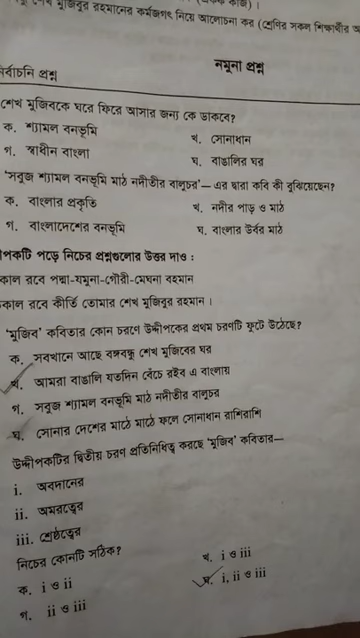 শেখ মুজিবুর রহমানের কর্মজগৎ নিয়ে আলোচনা কর (শ্রেণির সকল শিক্ষার্থীর
নমুনা প্রশ্ন
র্বাচনি প্রশ্ন
শেখ মুজিবকে ঘরে ফিরে আসার জন্য কে ডাকবে?
ক. শ্যামল বনভূমি
খ. সোনাধান
গ. স্বাধীন বাংলা
ঘ. বাঙালির ঘর
‘সবুজ শ্যামল বনভূমি মাঠ নদীতীর বালুচর’— এর দ্বারা কবি কী বুঝিয়েছেন?
ক. বাংলার প্রকৃতি
খ. নদীর পাড় ও মাঠ
গ. বাংলাদেশের বনভূমি
ঘ. বাংলার উর্বর মাঠ
পকটি পড়ে নিচের প্রশ্নগুলোর উত্তর দাও :
কাল রবে পদ্মা-যমুনা-গৌরী-মেঘনা বহমান
কাল রবে কীর্তি তোমার শেখ মুজিবুর রহমান।
‘মুজিব’ কবিতার কোন চরণে উদ্দীপকের প্রথম চরণটি ফুটে উঠেছে?
ক. সবখানে আছে বঙ্গবন্ধু শেখ মুজিবের ঘর
খ. আমরা বাঙালি যতদিন বেঁচে রইব এ বাংলায়
গ. সবুজ শ্যামল বনভূমি মাঠ নদীতীর বালুচর
ঘ. সোনার দেশের মাঠে মাঠে ফলে সোনাধান রাশিরাশি
উদ্দীপকটির দ্বিতীয় চরণ প্রতিনিধিত্ব করছে ‘মুজিব’ কবিতার—
i. অবদানের
ii. অমরত্বের
iii. শ্রেষ্ঠত্বের
নিচের কোনটি সঠিক?
ক. i ও ii
খ. i ও iii
গ. ii ও iii
ঘ. i, ii ও iii